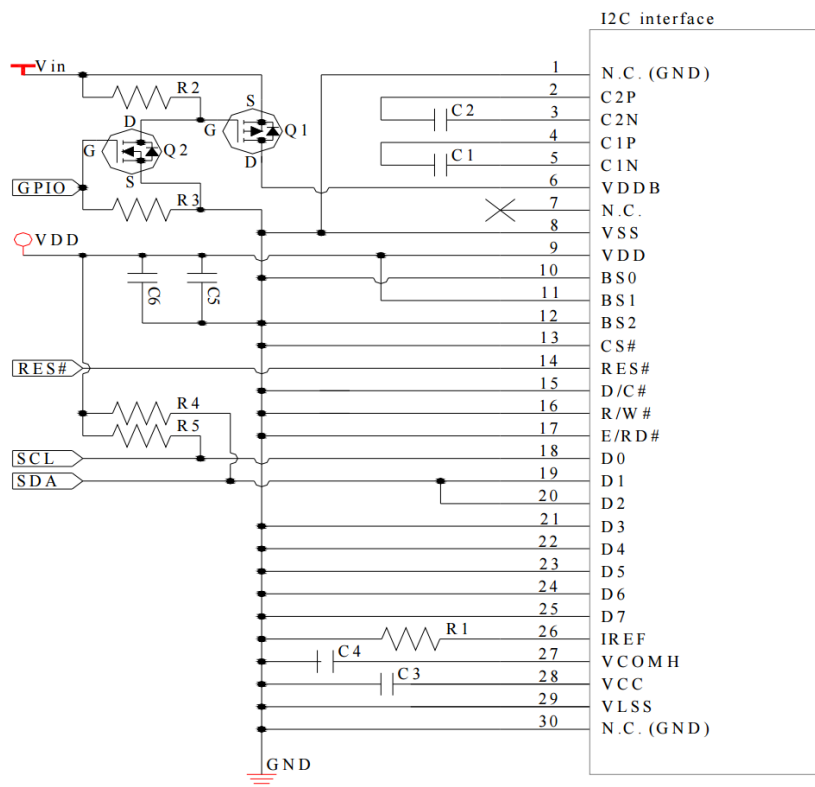 I2C interface
Vin
1 N.C. (GND)
R2
2 C2P
S
C2 3 C2N
D G Q1
4 C1P
G Q2 D
C1 5 C1N
S
GPIO 6 VDDB
R3 7 N.C.
8 VSS
VDD 9 VDD
10 BS0
C6 C5 11 BS1
12 BS2
13 CS#
RES# 14 RES#
15 D/C#
R4 16 R/W#
R5 17 E/RD#
SCL 18 D0
SDA 19 D1
20 D2
21 D3
22 D4
23 D5
24 D6
25 D7
R1 26 IREF
C4 27 VCOMH
C3 28 VCC
29 VLSS
30 N.C. (GND)
GND